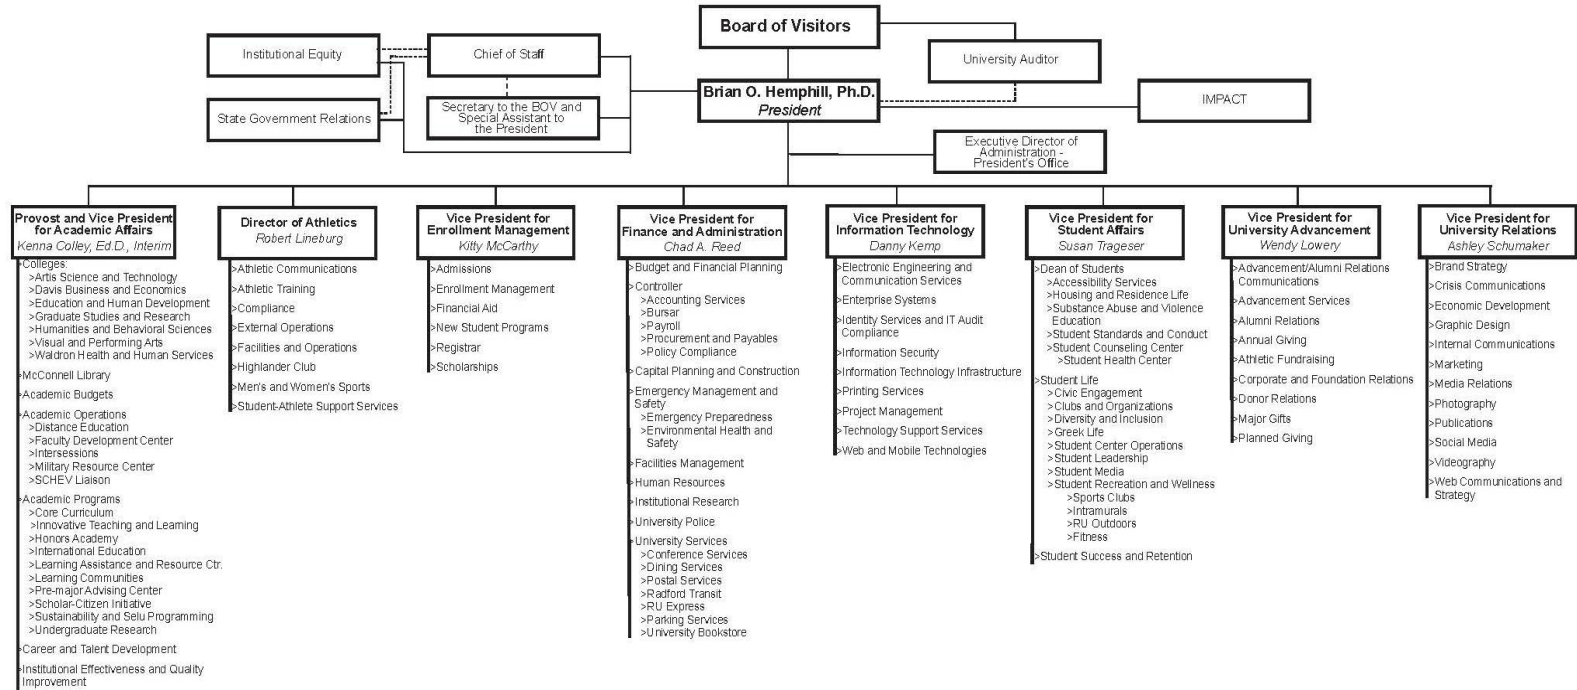 Board of Visitors
Institutional Equity
Chief of Staff
University Auditor
State Government Relations
Secretary to the BOV and
Special Assistant to
the President
Brian O. Hemphill, Ph.D.
President
IMPACT
Executive Director of
Administration -
President's Office
Provost and Vice President
for Academic Affairs
Kenna Colley, Ed.D., Interim
>Colleges:
>Artis Science and Technology
>Davis Business and Economics
>Education and Human Development
>Graduate Studies and Research
>Humanities and Behavioral Sciences
>Visual and Performing Arts
>Waldron Health and Human Services
>McConnell Library
>Academic Budgets
>Academic Operations
>Distance Education
>Faculty Development Center
>Intersessions
>Military Resource Center
>SCHEV Liaison
>Academic Programs
>Core Curriculum
>Innovative Teaching and Learning
>Honors Academy
>International Education
>Learning Assistance and Resource Ctr.
>Learning Communities
>Pre-major Advising Center
>Scholar-Citizen Initiative
>Sustainability and Selu Programming
>Undergraduate Research
>Career and Talent Development
>Institutional Effectiveness and Quality
Improvement
Director of Athletics
Robert Lineburg
>Athletic Communications
>Athletic Training
>Compliance
>External Operations
>Facilities and Operations
>Highlander Club
>Men's and Women's Sports
>Student-Athlete Support Services
Vice President for
Enrollment Management
Kitty McCarthy
>Admissions
>Enrollment Management
>Financial Aid
>New Student Programs
>Registrar
>Scholarships
Vice President for
Finance and Administration
Chad A. Reed
>Budget and Financial Planning
>Controller
>Accounting Services
>Bursar
>Payroll
>Procurement and Payables
>Policy Compliance
>Capital Planning and Construction
>Emergency Management and
Safety
>Emergency Preparedness
>Environmental Health and
Safety
>Facilities Management
>Human Resources
>Institutional Research
>University Police
>University Services
>Conference Services
>Dining Services
>Postal Services
>Radford Transit
>RU Express
>Parking Services
>University Bookstore
Vice President for
Information Technology
Danny Kemp
>Electronic Engineering and
Communication Services
>Enterprise Systems
>Identity Services and IT Audit
Compliance
>Information Security
>Information Technology Infrastructure
>Printing Services
>Project Management
>Technology Support Services
>Web and Mobile Technologies
Vice President for
Student Affairs
Susan Trageser
>Dean of Students
>Accessibility Services
>Housing and Residence Life
>Substance Abuse and Violence
Education
>Student Standards and Conduct
>Student Counseling Center
>Student Health Center
>Student Life
>Civic Engagement
>Clubs and Organizations
>Diversity and Inclusion
>Greek Life
>Student Center Operations
>Student Leadership
>Student Media
>Student Recreation and Wellness
>Sports Clubs
>Intramurals
>RU Outdoors
>Fitness
>Student Success and Retention
Vice President for
University Advancement
Wendy Lowery
>Advancement/Alumni Relations
Communications
>Advancement Services
>Alumni Relations
>Annual Giving
>Athletic Fundraising
>Corporate and Foundation Relations
>Donor Relations
>Major Gifts
>Planned Giving
Vice President for
University Relations
Ashley Schumaker
>Brand Strategy
>Crisis Communications
>Economic Development
>Graphic Design
>Internal Communications
>Marketing
>Media Relations
>Photography
>Publications
>Social Media
>Videography
>Web Communications and
Strategy